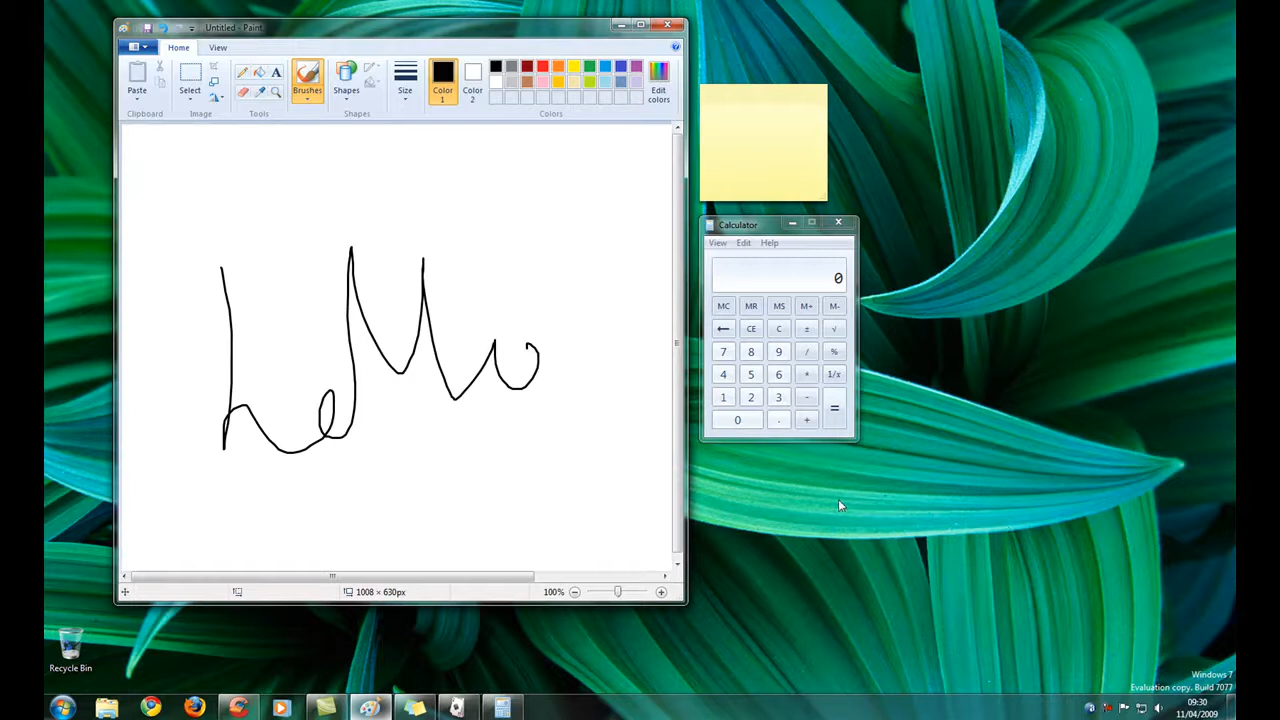 Untitled - Paint
Home View
Paste
Select
Brushes
Shapes
Size
Color 1
Color 2
Edit colors
Clipboard Image Tools Shapes Colors
Hello
1008 × 630px 100%
Calculator
View Edit Help
0
MC MR MS M+ M-
← CE C ± √
7 8 9 / %
4 5 6 * 1/x
1 2 3 - =
0 . +
Recycle Bin
Windows 7
Evaluation copy. Build 7077
09:30
11/04/2009